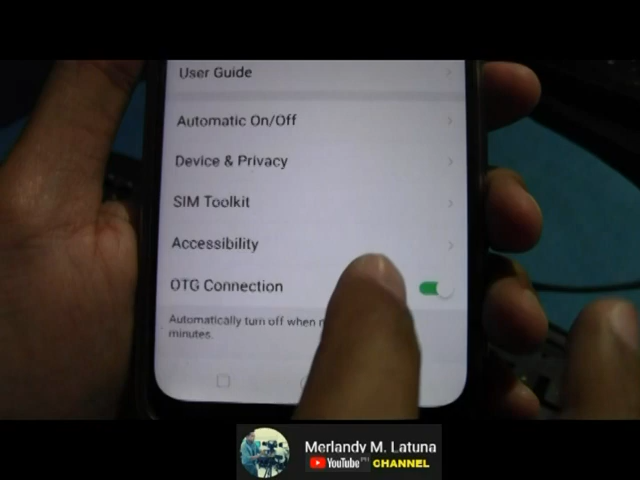 User Guide
Automatic On/Off
Device & Privacy
SIM Toolkit
Accessibility
OTG Connection
Automatically turn off when
minutes.
Merlandy M. Latuna
YouTube PH CHANNEL